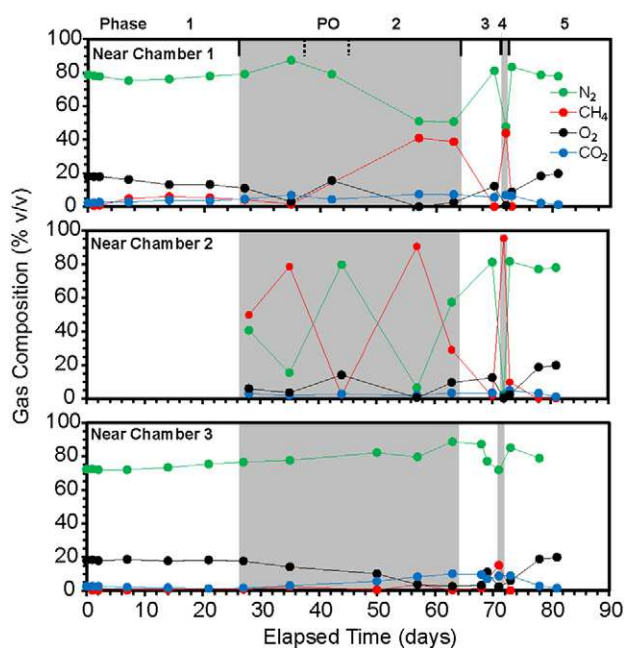 Phase 1 PO 2 3 4 5
Gas Composition (% v/v)
100
80
60
40
20
0
Near Chamber 1
N2
CH4
O2
CO2
100
80
60
40
20
0
Near Chamber 2
100
80
60
40
20
0
Near Chamber 3
0 10 20 30 40 50 60 70 80 90
Elapsed Time (days)